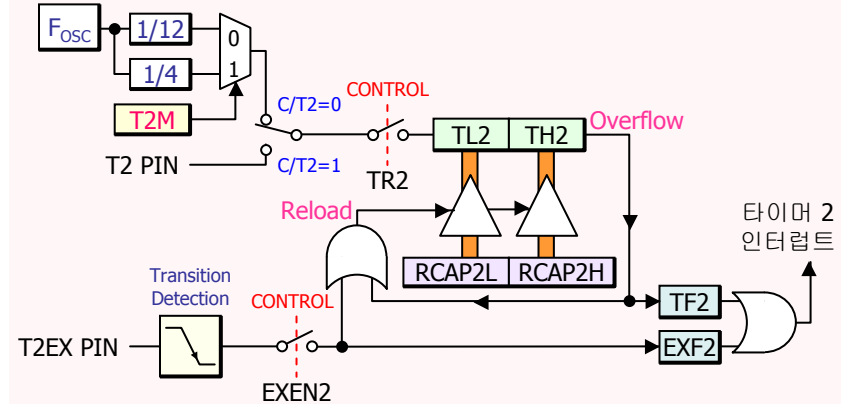 FOSC
1/12
0
1/4
1
T2M
C/T2=0
CONTROL
TL2
TH2
Overflow
T2 PIN
C/T2=1
TR2
Reload
타이머 2
인터럽트
RCAP2L
RCAP2H
Transition
Detection
CONTROL
TF2
T2EX PIN
EXF2
EXEN2